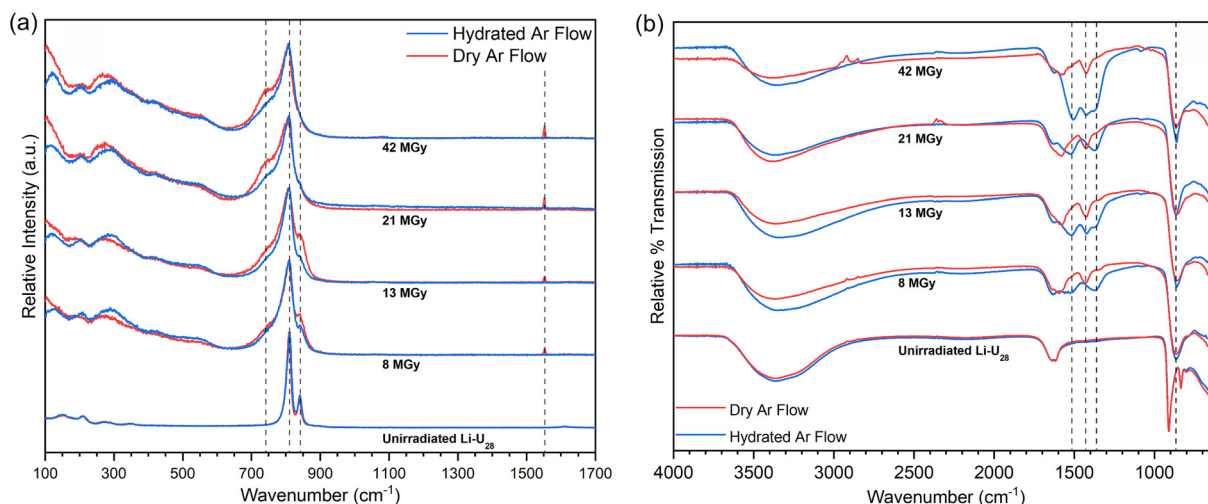 (a)
Hydrated Ar Flow
Dry Ar Flow
42 MGy
21 MGy
13 MGy
8 MGy
Unirradiated Li-U₂₈
Relative Intensity (a.u.)
100 300 500 700 900 1100 1300 1500 1700
Wavenumber (cm⁻¹)
(b)
42 MGy
21 MGy
13 MGy
8 MGy
Unirradiated Li-U₂₈
Dry Ar Flow
Hydrated Ar Flow
Relative % Transmission
4000 3500 3000 2500 2000 1500 1000
Wavenumber (cm⁻¹)